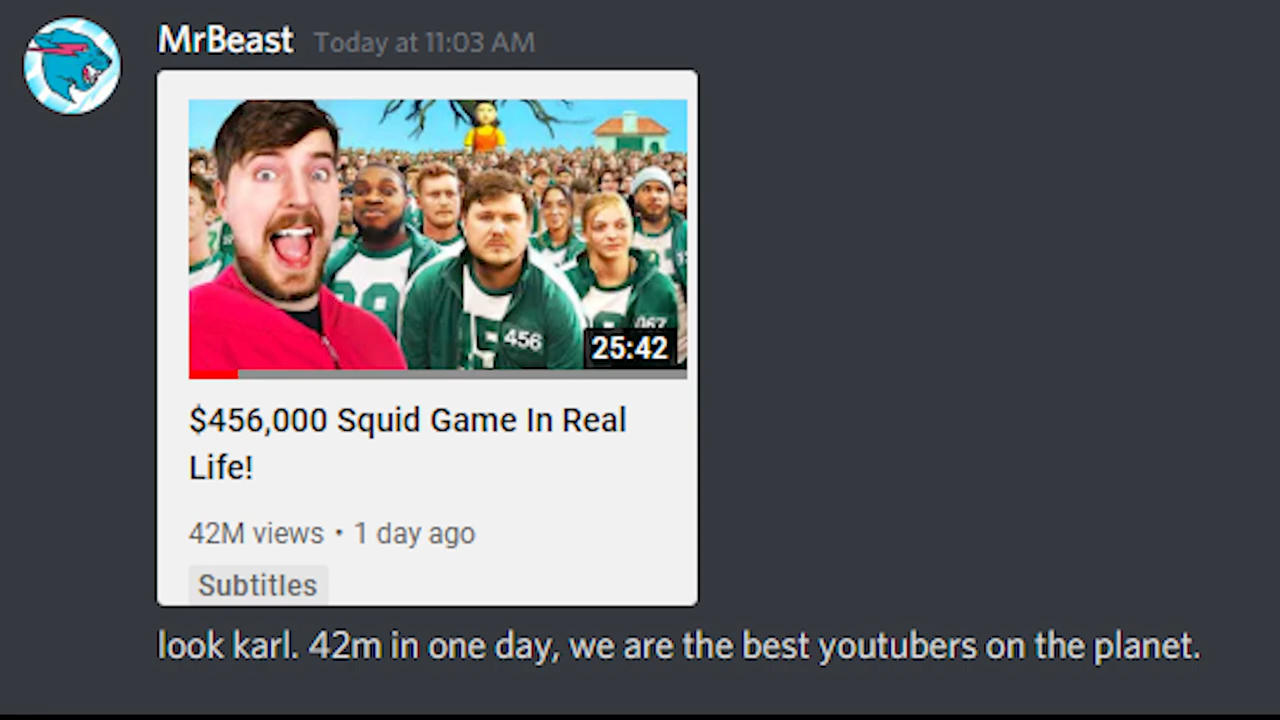 MrBeast Today at 11:03 AM
456
067
25:42
$456,000 Squid Game In Real
Life!
42M views • 1 day ago
Subtitles
look karl. 42m in one day, we are the best youtubers on the planet.